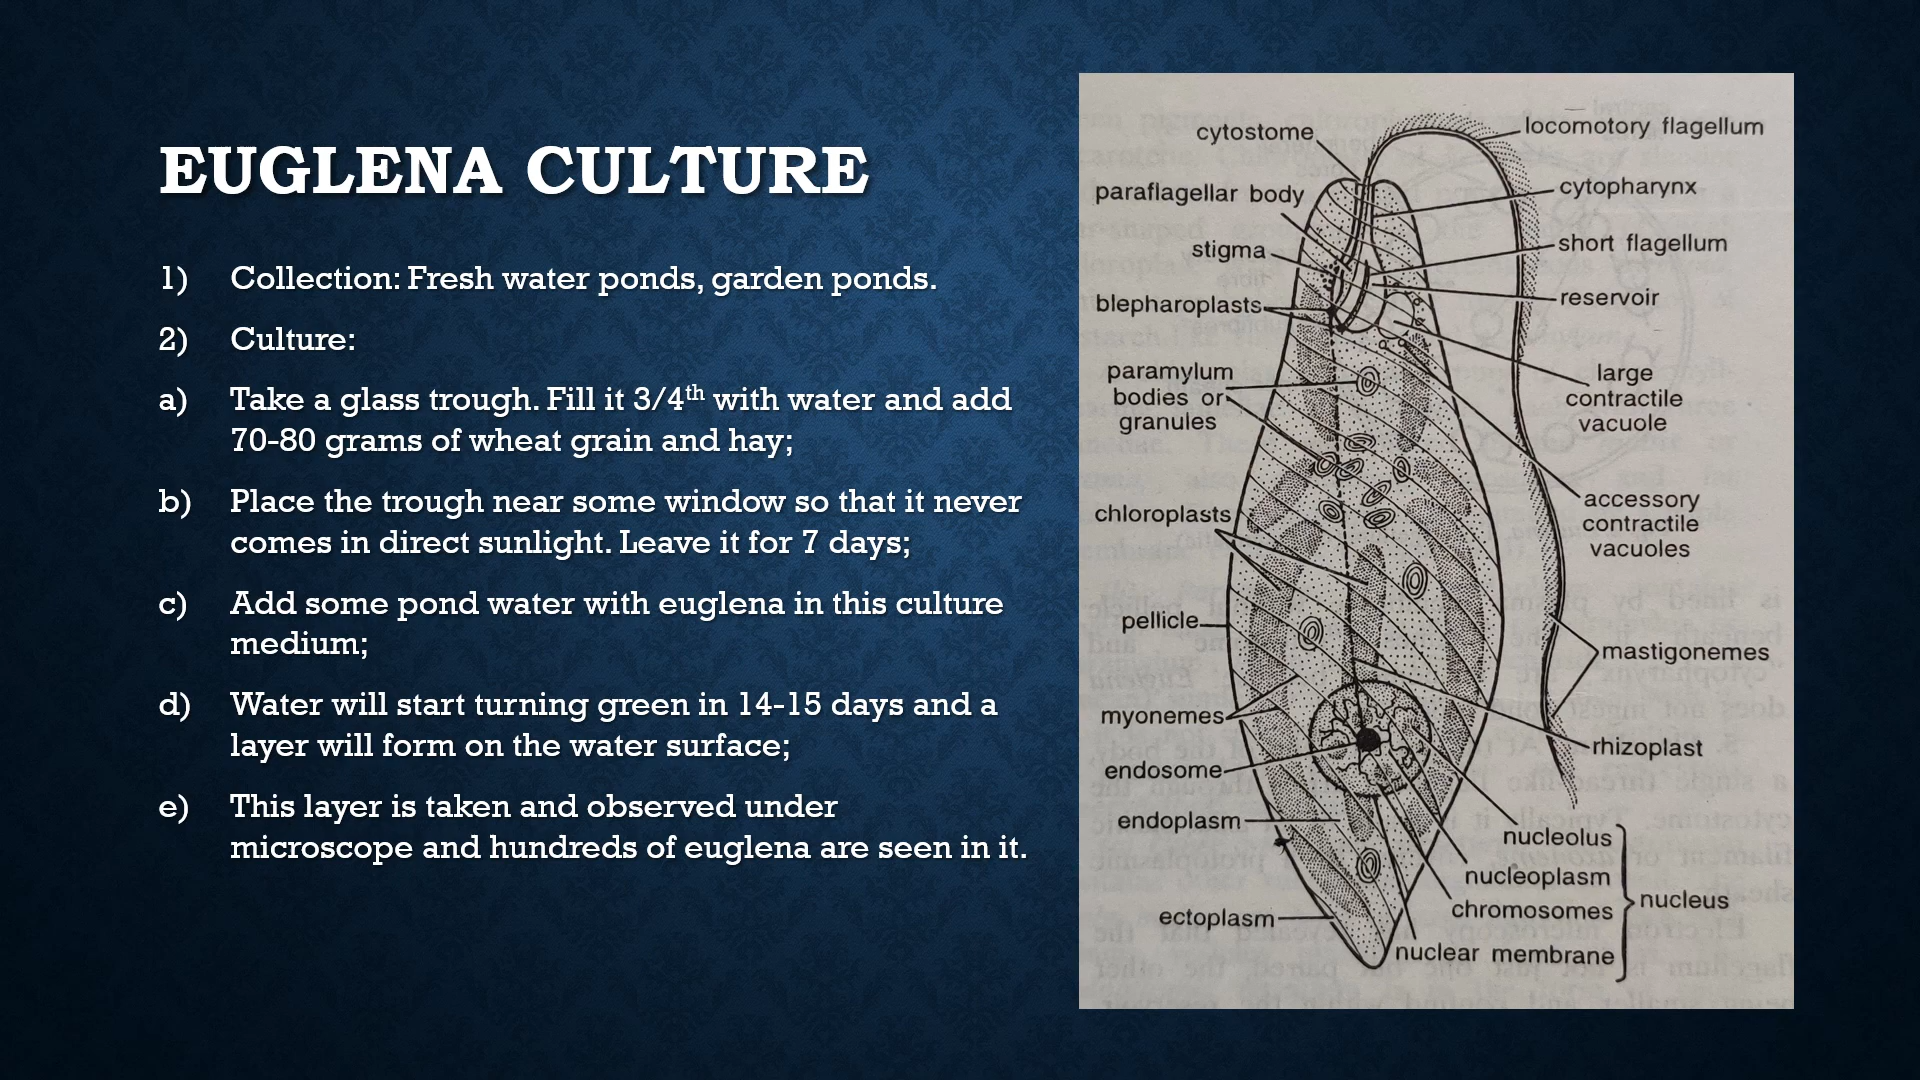 EUGLENA CULTURE
1) Collection: Fresh water ponds, garden ponds.
2) Culture:
a) Take a glass trough. Fill it 3/4th with water and add
70-80 grams of wheat grain and hay;
b) Place the trough near some window so that it never
comes in direct sunlight. Leave it for 7 days;
c) Add some pond water with euglena in this culture
medium;
d) Water will start turning green in 14-15 days and a
layer will form on the water surface;
e) This layer is taken and observed under
microscope and hundreds of euglena are seen in it.
cytostome
paraflagellar body
stigma
blepharoplasts
paramylum
bodies or
granules
chloroplasts
pellicle
myonemes
endosome
endoplasm
ectoplasm
locomotory flagellum
cytopharynx
short flagellum
reservoir
large
contractile
vacuole
accessory
contractile
vacuoles
mastigonemes
rhizoplast
nucleolus
nucleoplasm
chromosomes
nuclear membrane
nucleus